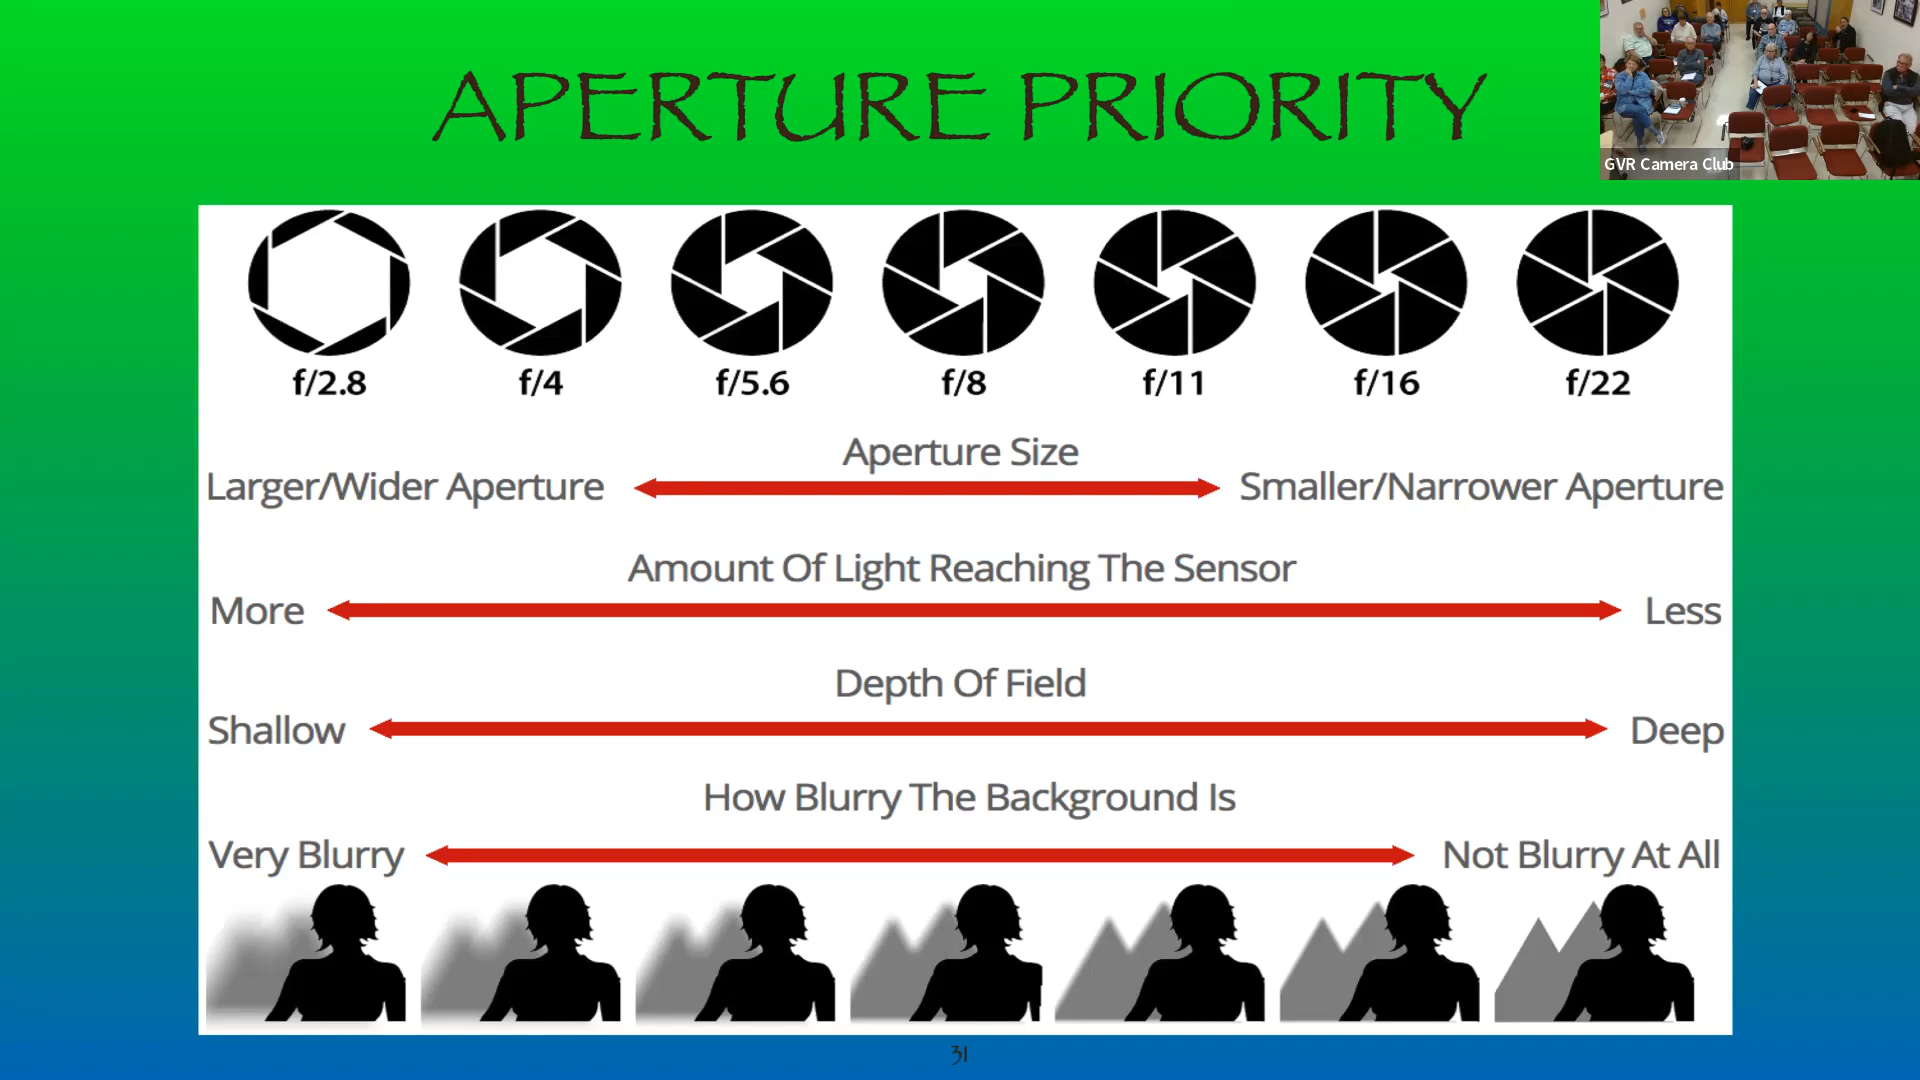 APERTURE PRIORITY
GVR Camera Club
f/2.8 f/4 f/5.6 f/8 f/11 f/16 f/22
Aperture Size
Larger/Wider Aperture Smaller/Narrower Aperture
Amount Of Light Reaching The Sensor
More Less
Depth Of Field
Shallow Deep
How Blurry The Background Is
Very Blurry Not Blurry At All
31